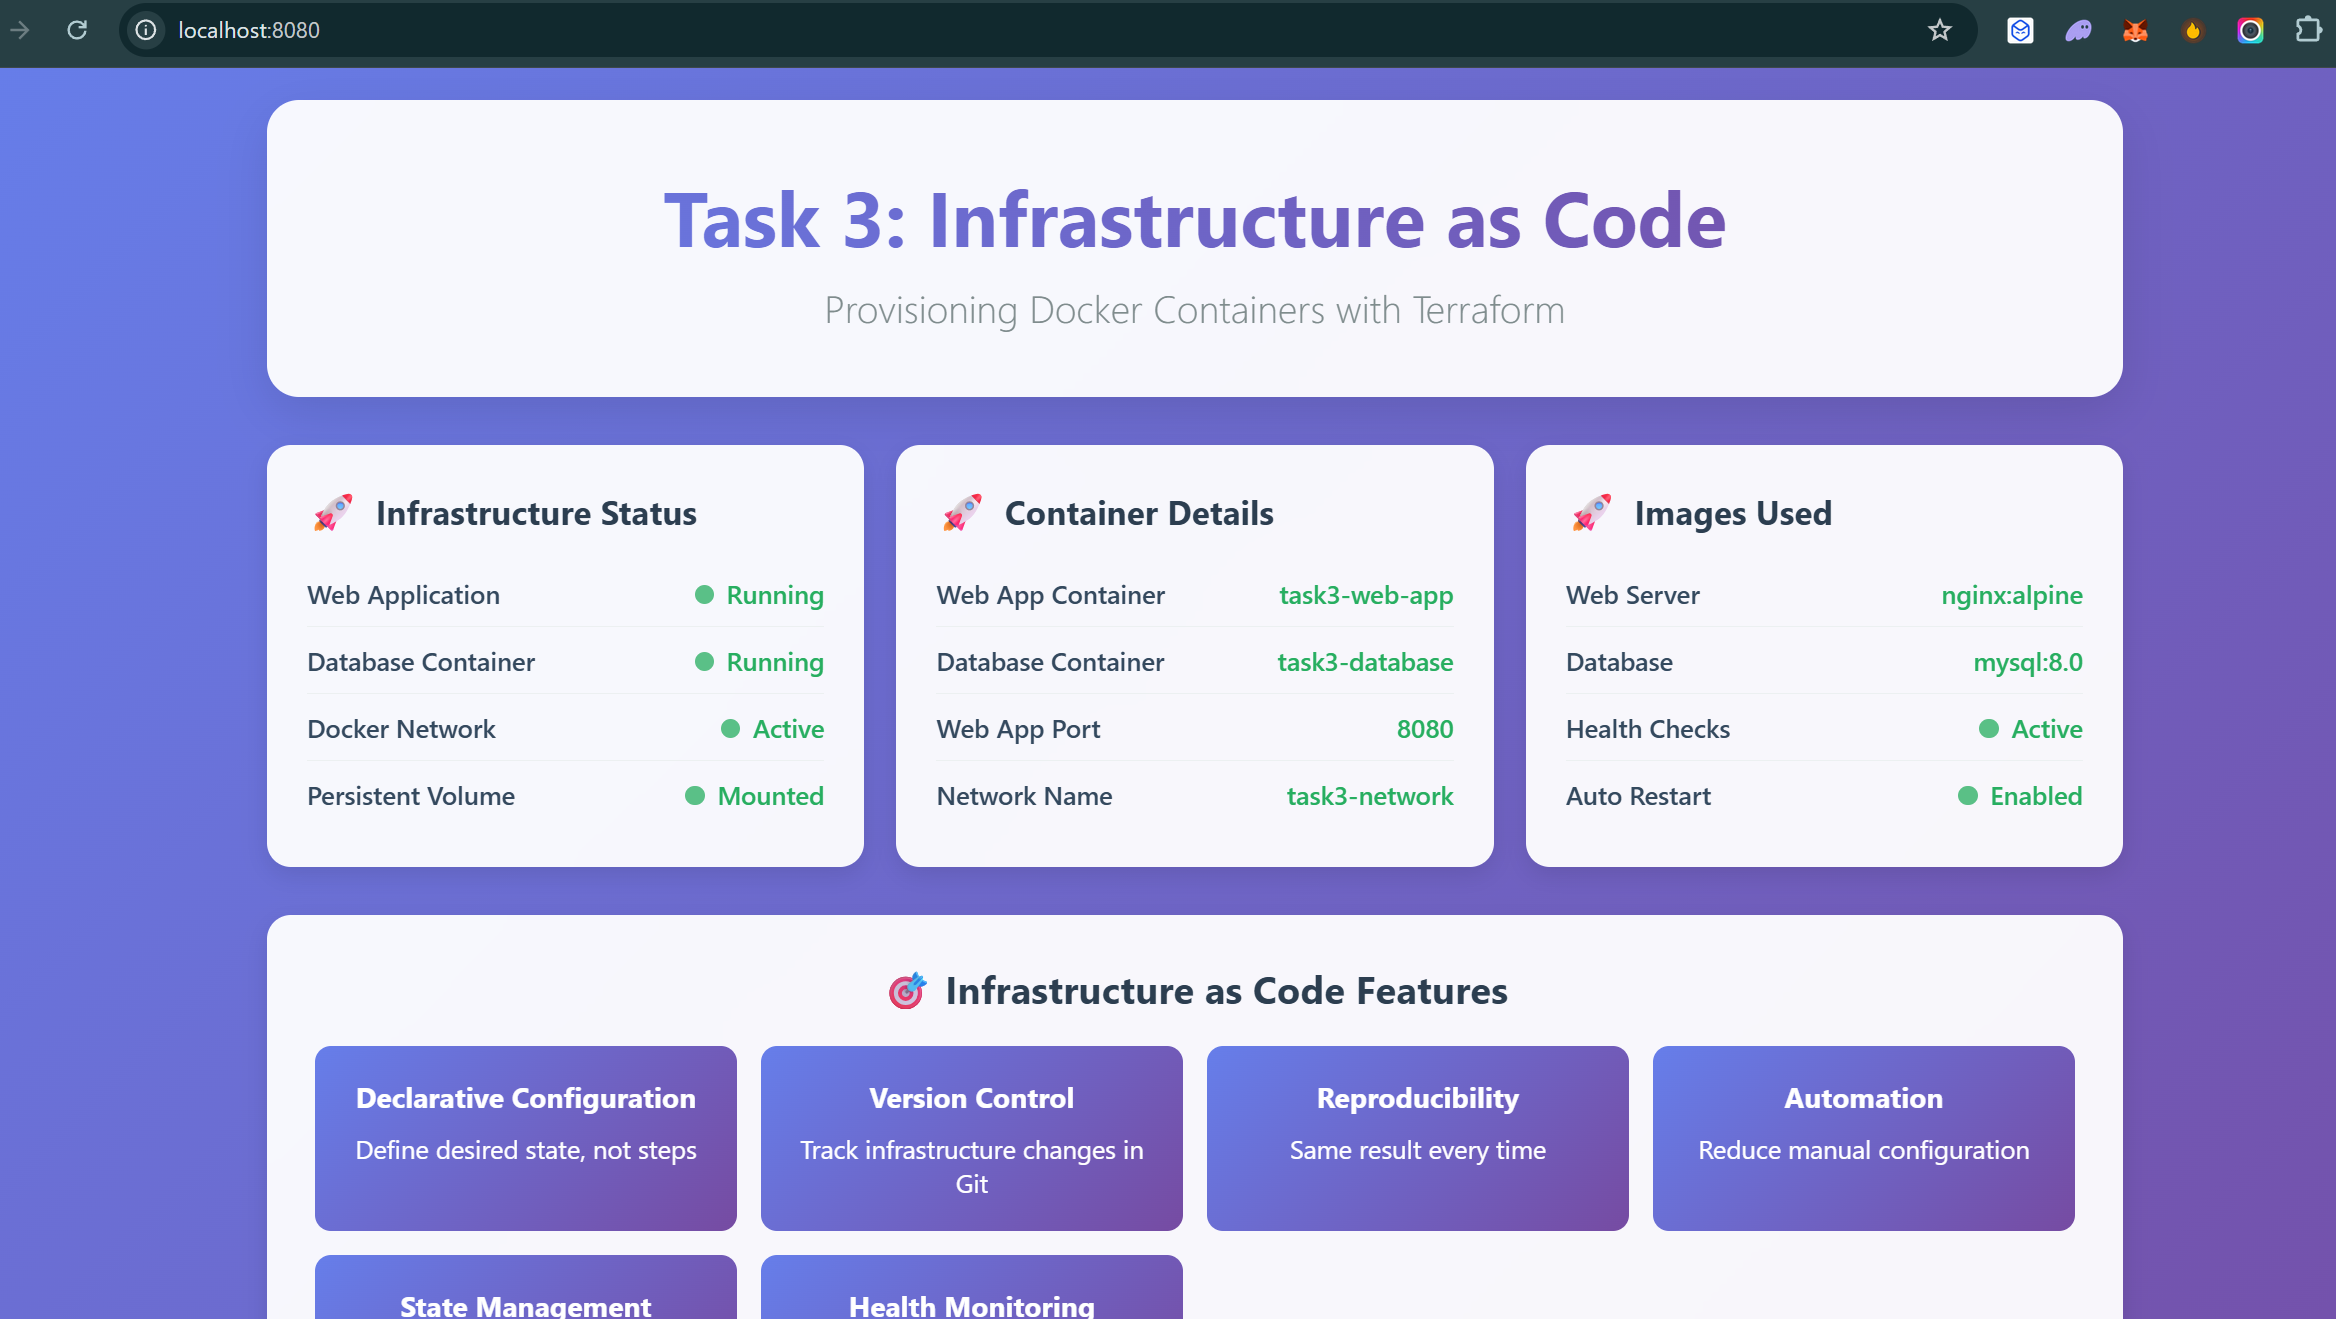 localhost:8080
Task 3: Infrastructure as Code
Provisioning Docker Containers with Terraform
Infrastructure Status
Web Application Running
Database Container Running
Docker Network Active
Persistent Volume Mounted
Container Details
Web App Container task3-web-app
Database Container task3-database
Web App Port 8080
Network Name task3-network
Images Used
Web Server nginx:alpine
Database mysql:8.0
Health Checks Active
Auto Restart Enabled
Infrastructure as Code Features
Declarative Configuration
Define desired state, not steps
Version Control
Track infrastructure changes in
Git
Reproducibility
Same result every time
Automation
Reduce manual configuration
State Management
Health Monitoring